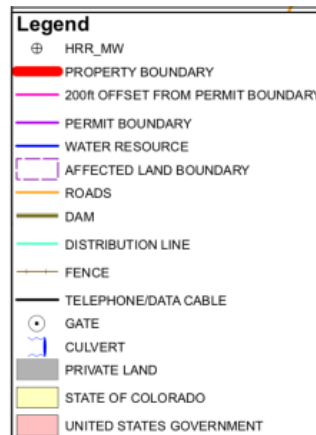 Legend
HRR_MW
PROPERTY BOUNDARY
200ft OFFSET FROM PERMIT BOUNDARY
PERMIT BOUNDARY
WATER RESOURCE
AFFECTED LAND BOUNDARY
ROADS
DAM
DISTRIBUTION LINE
FENCE
TELEPHONE/DATA CABLE
GATE
CULVERT
PRIVATE LAND
STATE OF COLORADO
UNITED STATES GOVERNMENT